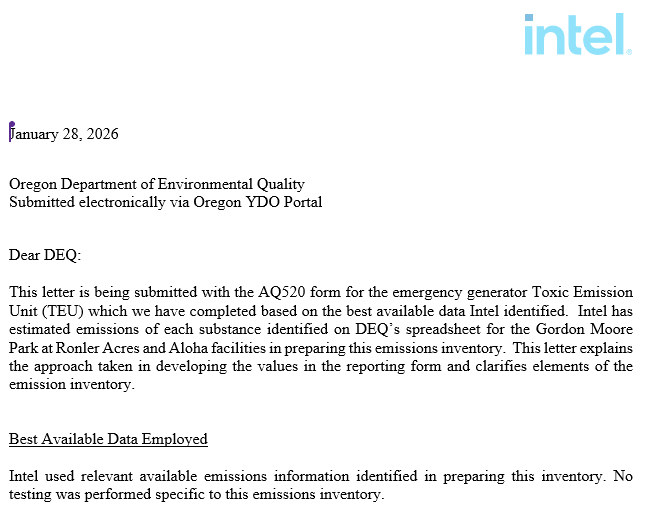 intel.
January 28, 2026
Oregon Department of Environmental Quality
Submitted electronically via Oregon YDO Portal
Dear DEQ:
This letter is being submitted with the AQ520 form for the emergency generator Toxic Emission
Unit (TEU) which we have completed based on the best available data Intel identified.  Intel has
estimated emissions of each substance identified on DEQ's spreadsheet for the Gordon Moore
Park at Ronler Acres and Aloha facilities in preparing this emissions inventory.  This letter explains
the approach taken in developing the values in the reporting form and clarifies elements of the
emission inventory.
Best Available Data Employed
Intel used relevant available emissions information identified in preparing this inventory. No
testing was performed specific to this emissions inventory.